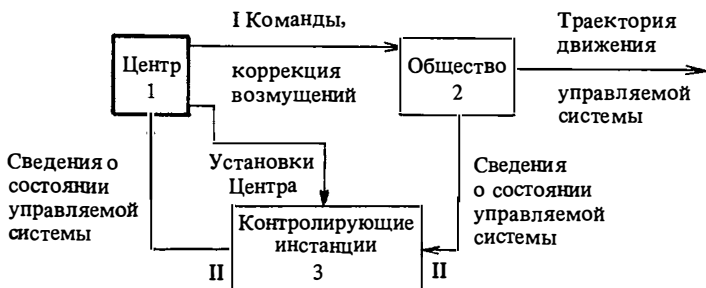 I Команды,
коррекция
возмущений
Центр
1
Общество
2
Траектория
движения
управляемой
системы
Сведения о
состоянии
управляемой
системы
Установки
Центра
Сведения
о состоянии
управляемой
системы
Контролирующие
инстанции
3
II
II